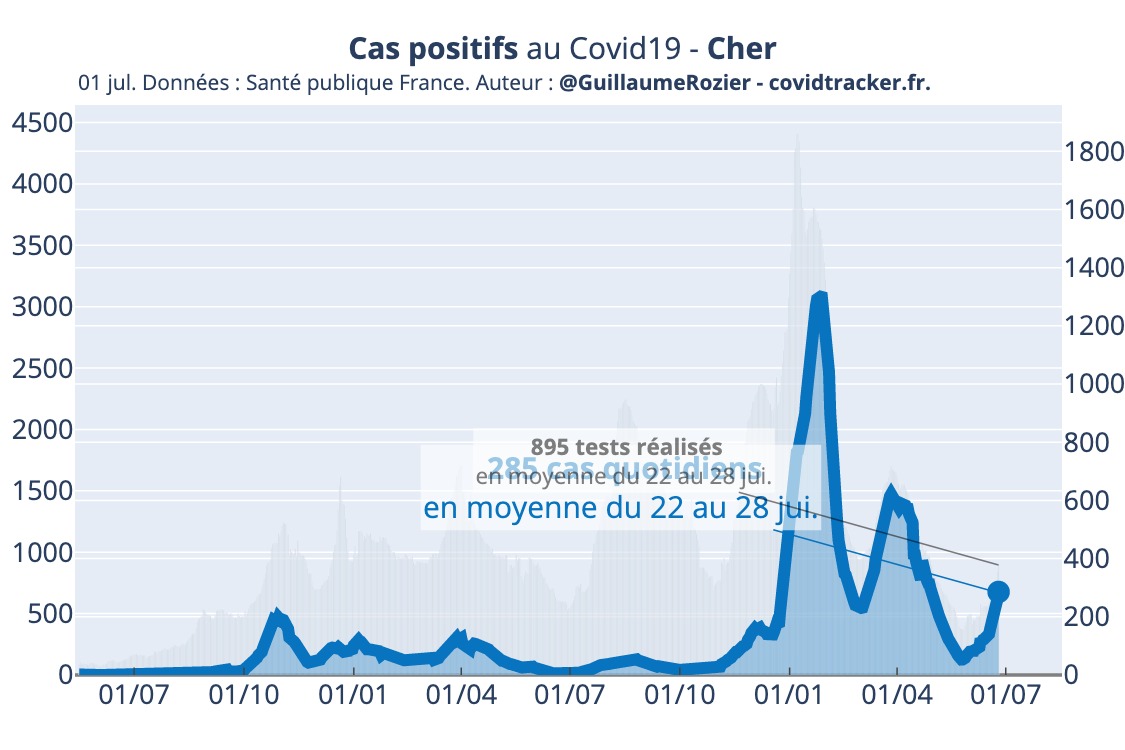 Cas positifs au Covid19 - Cher
01 jul. Données : Santé publique France. Auteur : @GuillaumeRozier - covidtracker.fr.
4500
4000
3500
3000
2500
2000
1500
1000
500
0
1800
1600
1400
1200
1000
800
600
400
200
0
895 tests réalisés
en moyenne du 22 au 28 jui.
285 cas quotidiens
en moyenne du 22 au 28 jui.
01/07 01/10 01/01 01/04 01/07 01/10 01/01 01/04 01/07